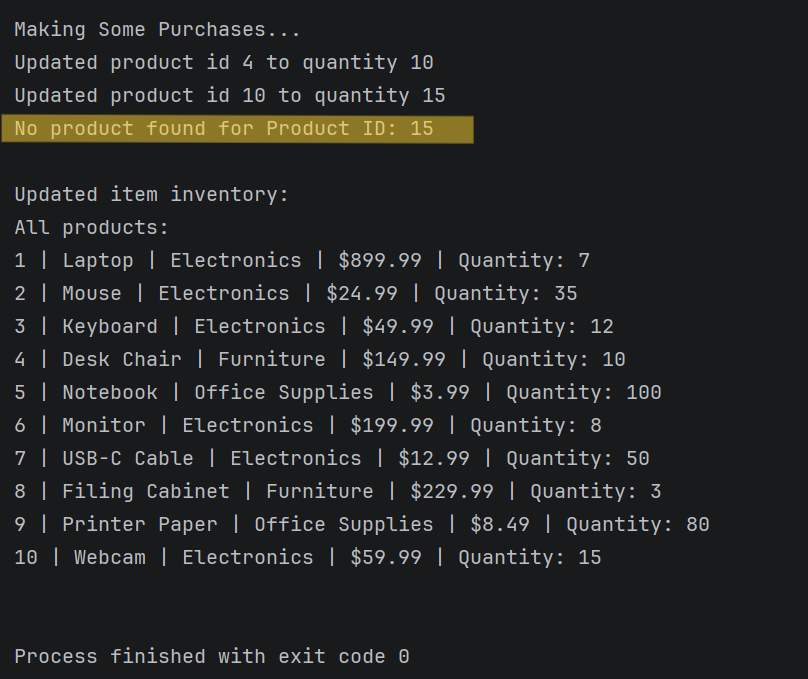 Making Some Purchases...
Updated product id 4 to quantity 10
Updated product id 10 to quantity 15
No product found for Product ID: 15
Updated item inventory:
All products:
1 | Laptop | Electronics | $899.99 | Quantity: 7
2 | Mouse | Electronics | $24.99 | Quantity: 35
3 | Keyboard | Electronics | $49.99 | Quantity: 12
4 | Desk Chair | Furniture | $149.99 | Quantity: 10
5 | Notebook | Office Supplies | $3.99 | Quantity: 100
6 | Monitor | Electronics | $199.99 | Quantity: 8
7 | USB-C Cable | Electronics | $12.99 | Quantity: 50
8 | Filing Cabinet | Furniture | $229.99 | Quantity: 3
9 | Printer Paper | Office Supplies | $8.49 | Quantity: 80
10 | Webcam | Electronics | $59.99 | Quantity: 15
Process finished with exit code 0